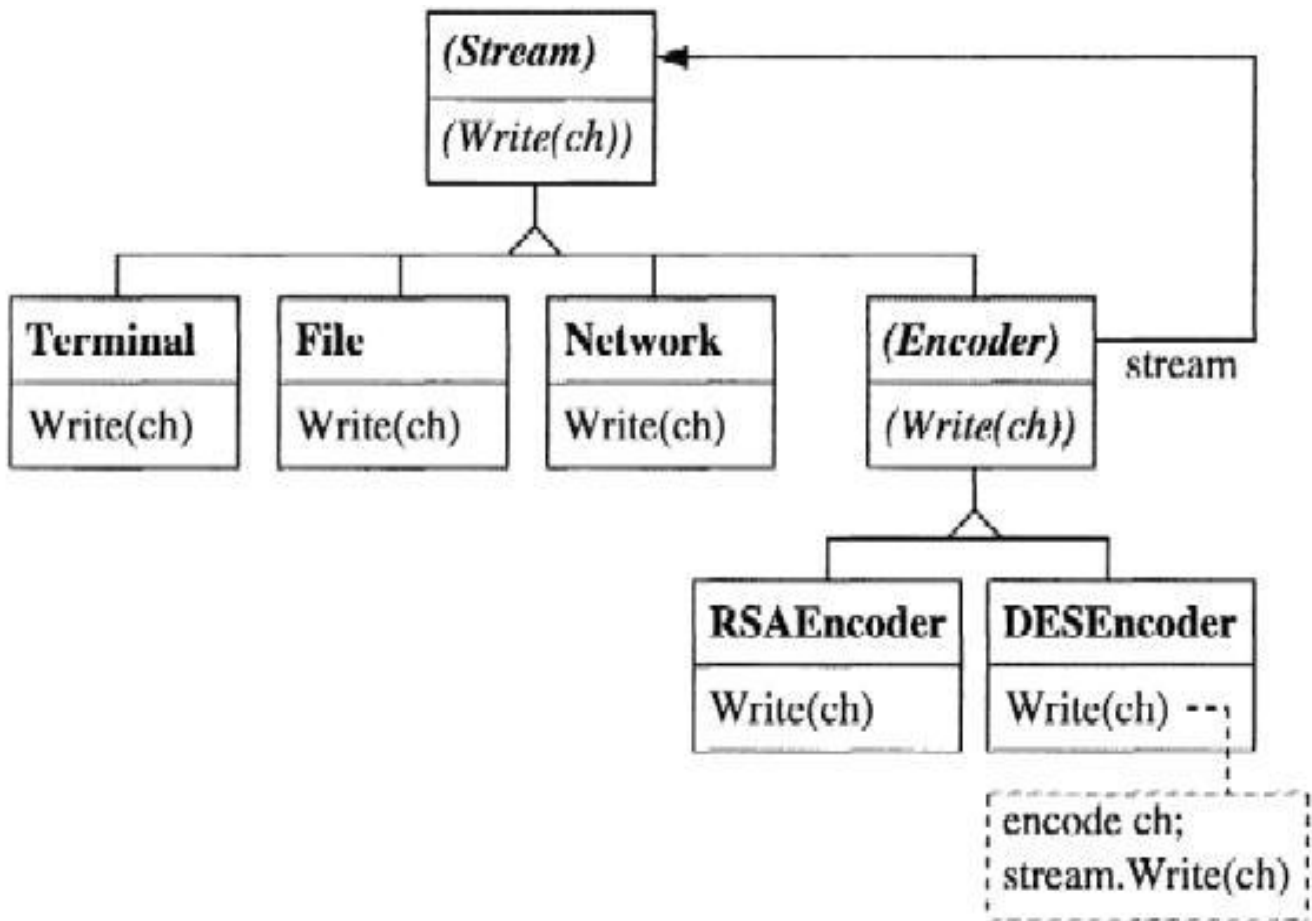 (Stream)
(Write(ch))
Terminal
Write(ch)
File
Write(ch)
Network
Write(ch)
(Encoder)
(Write(ch))
stream
RSAEncoder
Write(ch)
DESEncoder
Write(ch)
encode ch;
stream.Write(ch)